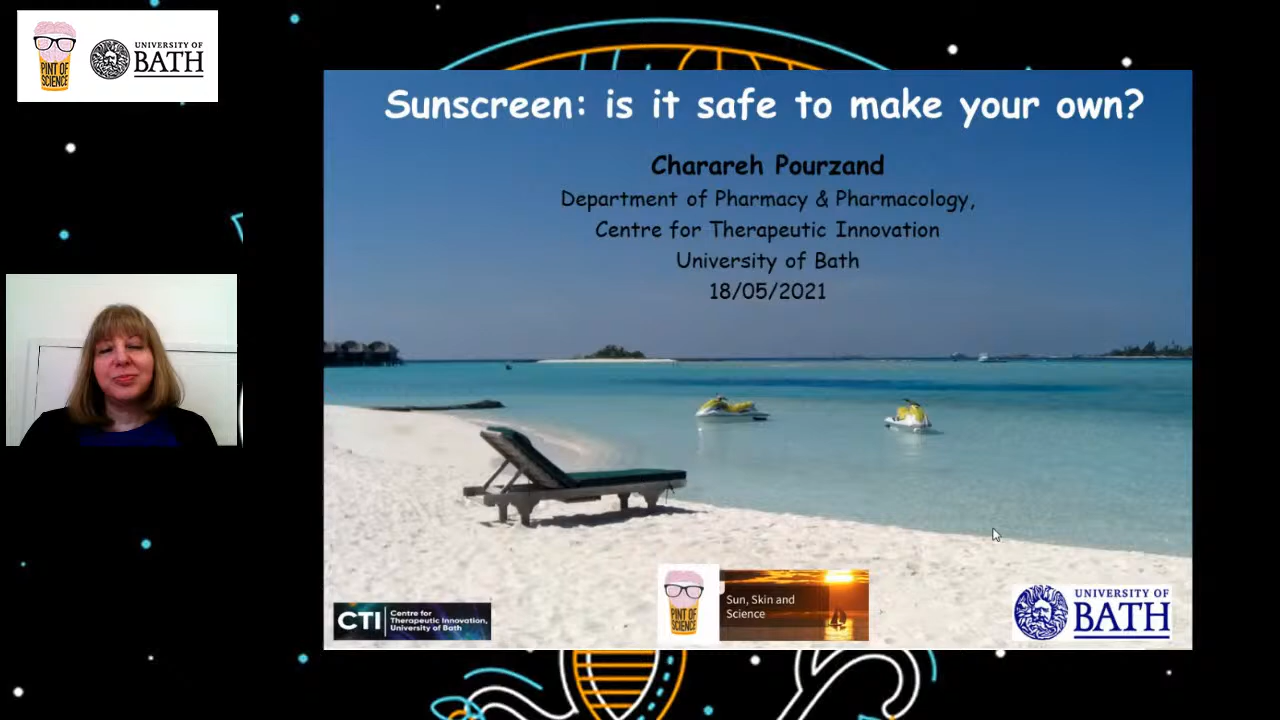 PINT OF
SCIENCE
UNIVERSITY OF
BATH
Sunscreen: is it safe to make your own?
Charareh Pourzand
Department of Pharmacy & Pharmacology,
Centre for Therapeutic Innovation
University of Bath
18/05/2021
CTI
Centre for
Therapeutic Innovation,
University of Bath
PINT OF
SCIENCE
Sun, Skin and
Science
UNIVERSITY OF
BATH